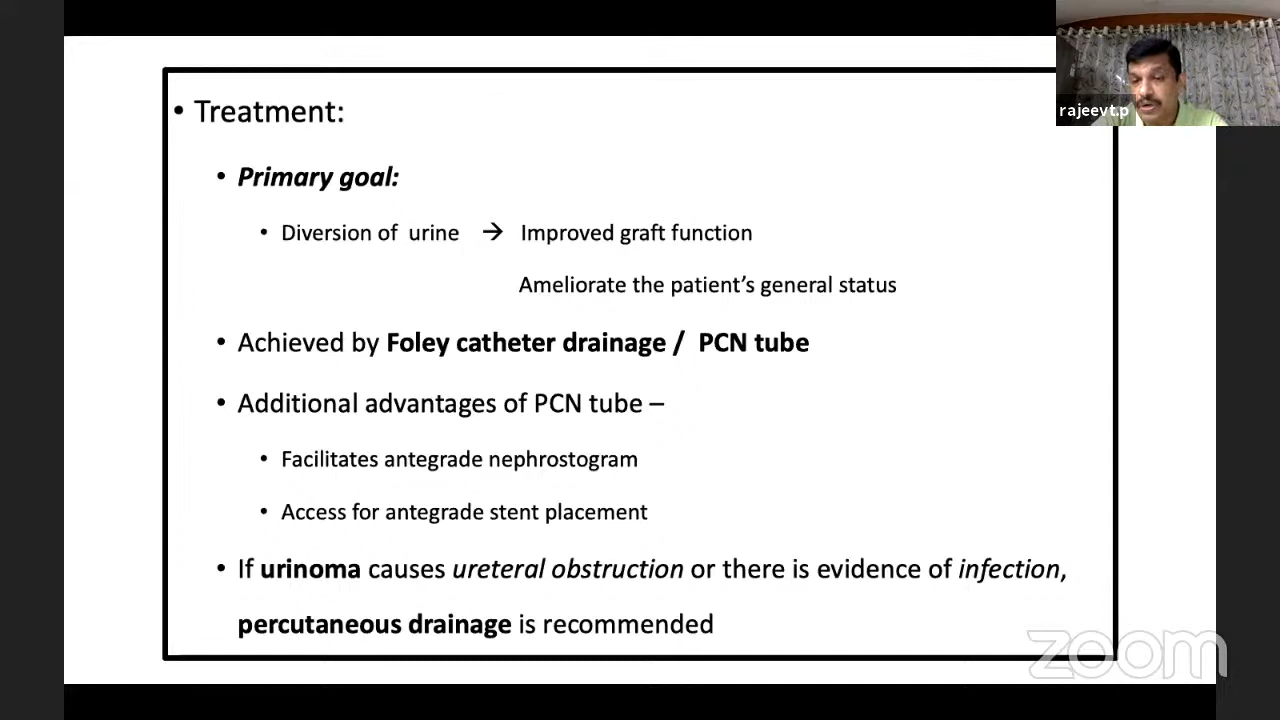 rajeevt.p
• Treatment:
• Primary goal:
• Diversion of urine → Improved graft function
Ameliorate the patient’s general status
• Achieved by Foley catheter drainage / PCN tube
• Additional advantages of PCN tube –
• Facilitates antegrade nephrostogram
• Access for antegrade stent placement
• If urinoma causes ureteral obstruction or there is evidence of infection,
percutaneous drainage is recommended
zoom